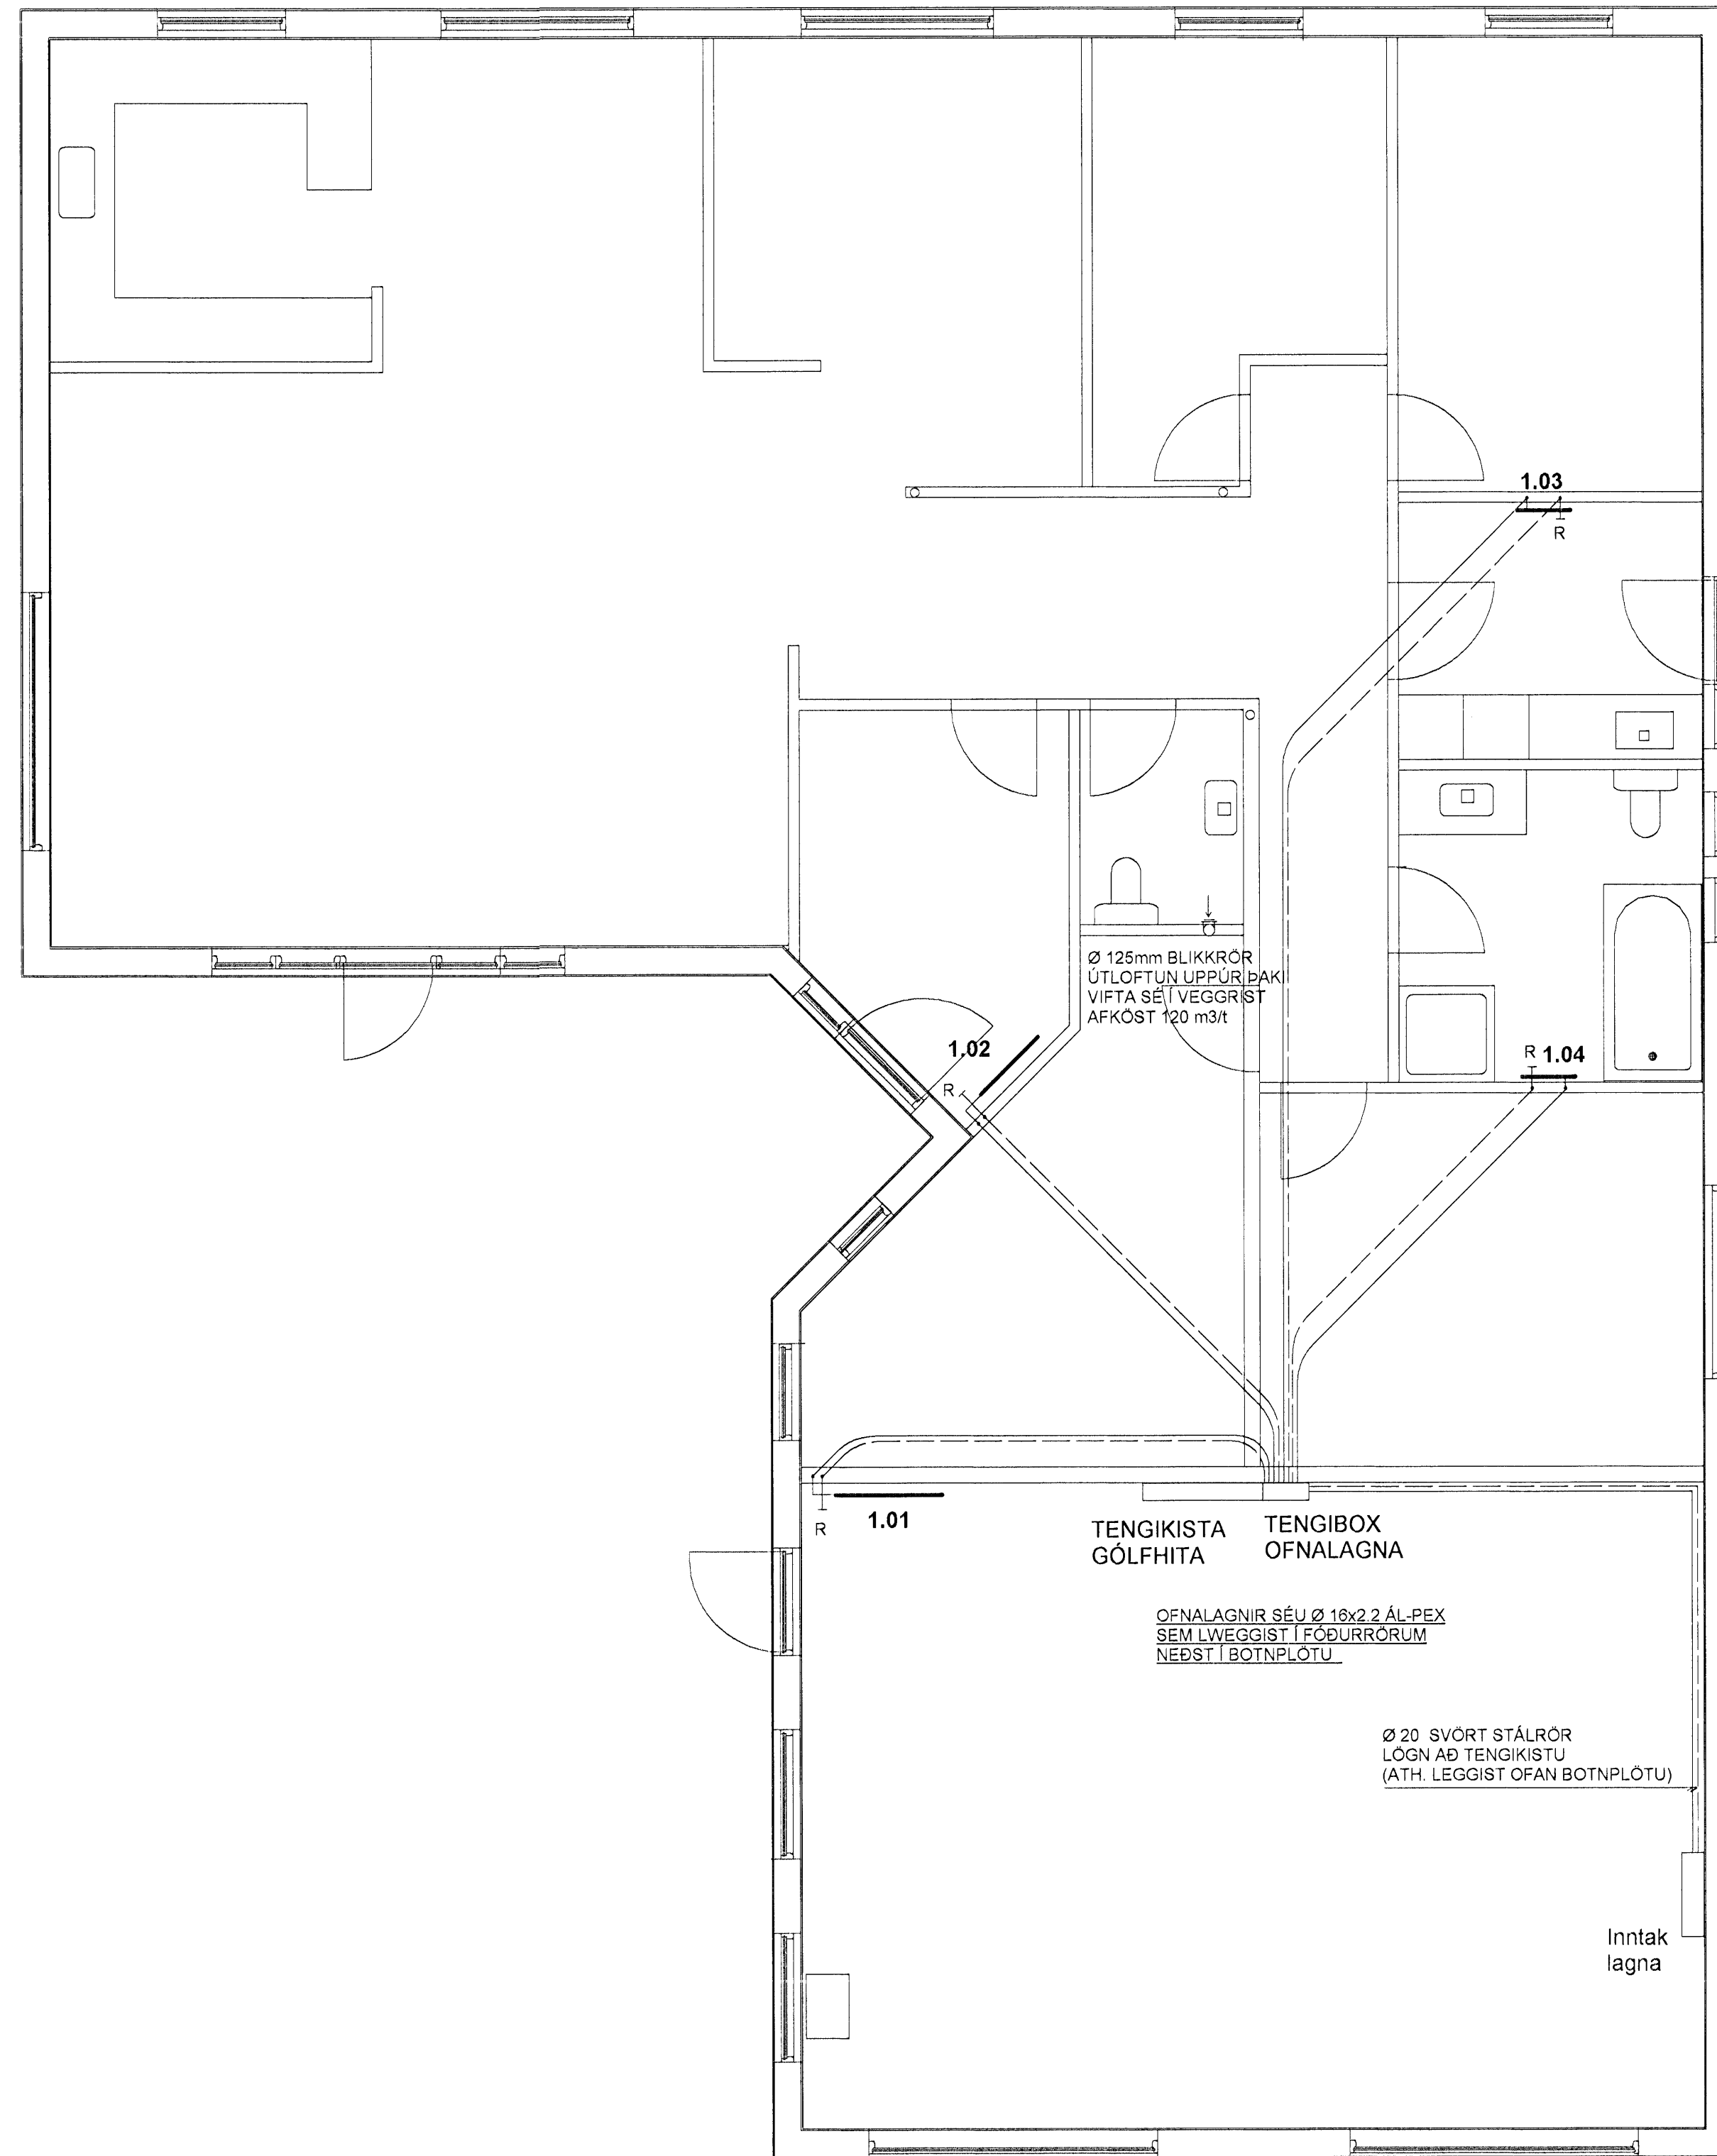 1.03
R
Ø 125mm BLIKKRÖR
ÚTLOFTUN UPPÚR ÞAKI
VIFTA SÉ Í VEGGRIST
AFKÖST 120 m3/t
1.02
R
R 1.04
R
1.01
TENGIKISTA
GÓLFHITA
TENGIBOX
OFNALAGNA
OFNALAGNIR SÉU Ø 16x2.2 ÁL-PEX
SEM LWEGGIST Í FÓÐURRÖRUM
NEÐST Í BOTNPLÖTU
Ø 20 SVÖRT STÁLRÖR
LÖGN AÐ TENGIKISTU
(ATH. LEGGIST OFAN BOTNPLÖTU)
Inntak
lagna